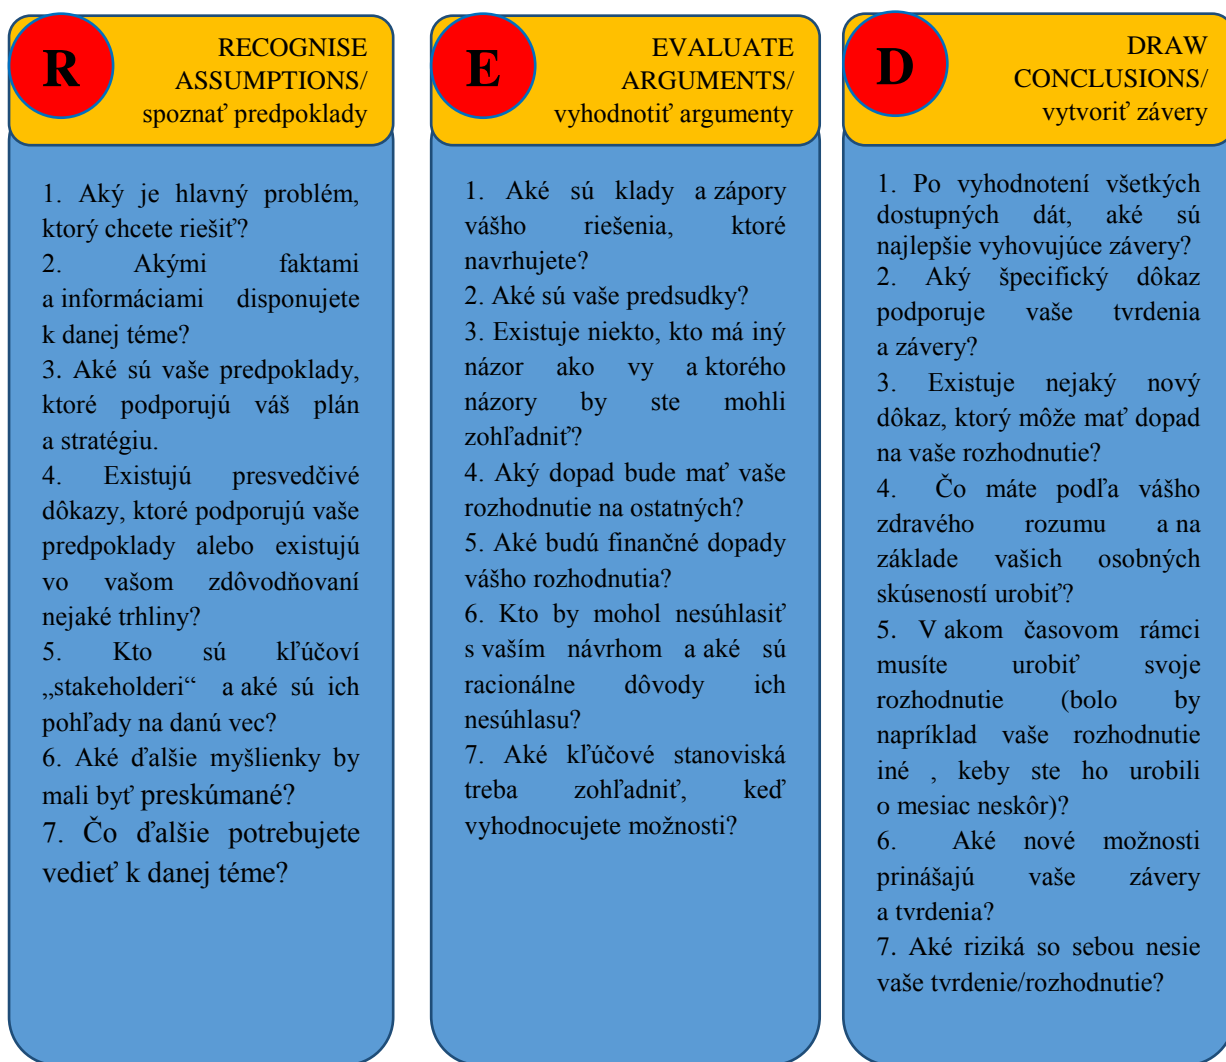 R
RECOGNISE
ASSUMPTIONS/
spoznať predpoklady
1. Aký je hlavný problém,
ktorý chcete riešiť?
2. Akými faktami
a informáciami disponujete
k danej téme?
3. Aké sú vaše predpoklady,
ktoré podporujú váš plán
a stratégiu.
4. Existujú presvedčivé
dôkazy, ktoré podporujú vaše
predpoklady alebo existujú
vo vašom zdôvodňovaní
nejaké trhliny?
5. Kto sú kľúčoví
„stakeholderi“ a aké sú ich
pohľady na danú vec?
6. Aké ďalšie myšlienky by
mali byť preskúmané?
7. Čo ďalšie potrebujete
vedieť k danej téme?
E
EVALUATE
ARGUMENTS/
vyhodnotiť argumenty
1. Aké sú klady a zápory
vášho riešenia, ktoré
navrhujete?
2. Aké sú vaše predsudky?
3. Existuje niekto, kto má iný
názor ako vy a ktorého
názory by ste mohli
zohľadniť?
4. Aký dopad bude mať vaše
rozhodnutie na ostatných?
5. Aké budú finančné dopady
vášho rozhodnutia?
6. Kto by mohol nesúhlasiť
s vaším návrhom a aké sú
racionálne dôvody ich
nesúhlasu?
7. Aké kľúčové stanoviská
treba zohľadniť, keď
vyhodnocujete možnosti?
D
DRAW
CONCLUSIONS/
vytvoriť závery
1. Po vyhodnotení všetkých
dostupných dát, aké sú
najlepšie vyhovujúce závery?
2. Aký špecifický dôkaz
podporuje vaše tvrdenia
a závery?
3. Existuje nejaký nový
dôkaz, ktorý môže mať dopad
na vaše rozhodnutie?
4. Čo máte podľa vášho
zdravého rozumu a na
základe vašich osobných
skúseností urobiť?
5. V akom časovom rámci
musíte urobiť svoje
rozhodnutie (bolo by
napríklad vaše rozhodnutie
iné , keby ste ho urobili
o mesiac neskôr)?
6. Aké nové možnosti
prinášajú vaše závery
a tvrdenia?
7. Aké riziká so sebou nesie
vaše tvrdenie/rozhodnutie?